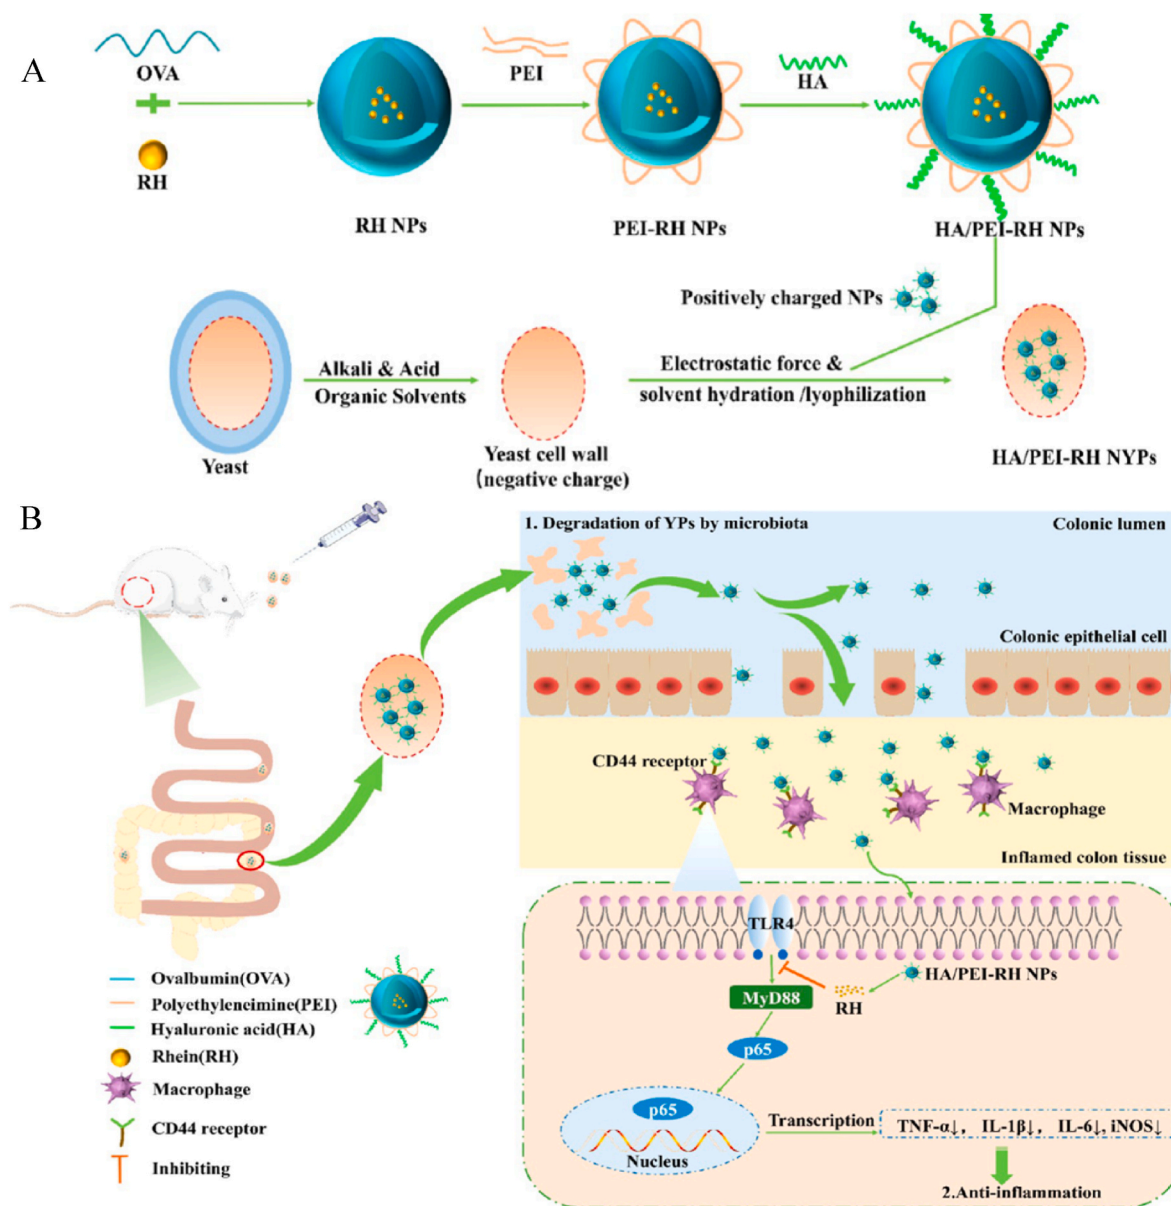 A
OVA
RH
RH NPs
PEI
PEI-RH NPs
HA
HA/PEI-RH NPs
Positively charged NPs
Yeast
Alkali & Acid
Organic Solvents
Yeast cell wall
(negative charge)
Electrostatic force &
solvent hydration /lyophilization
HA/PEI-RH NYPs
B
1. Degradation of YPs by microbiota
Colonic lumen
Colonic epithelial cell
CD44 receptor
Macrophage
Inflamed colon tissue
TLR4
HA/PEI-RH NPs
MyD88
RH
p65
p65
Nucleus
Transcription
TNF-α↓, IL-1β↓, IL-6↓, iNOS↓
2.Anti-inflammation
Ovalbumin(OVA)
Polyethyleneimine(PEI)
Hyaluronic acid(HA)
Rhein(RH)
Macrophage
CD44 receptor
Inhibiting